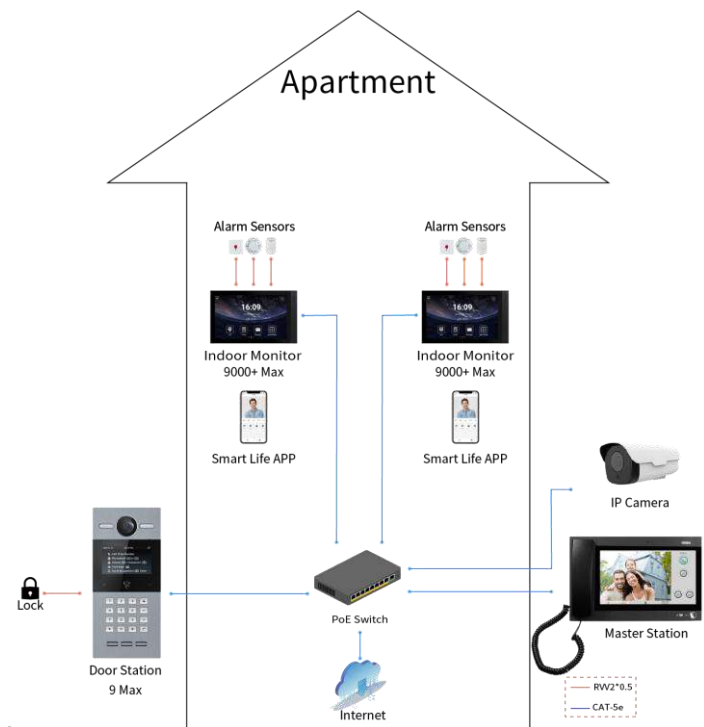 Apartment
Alarm Sensors
Alarm Sensors
16:09
16:09
Indoor Monitor
9000+ Max
Indoor Monitor
9000+ Max
Smart Life APP
Smart Life APP
IP Camera
Lock
PoE Switch
Master Station
Door Station
9 Max
Internet
RVV2*0.5
CAT-5e